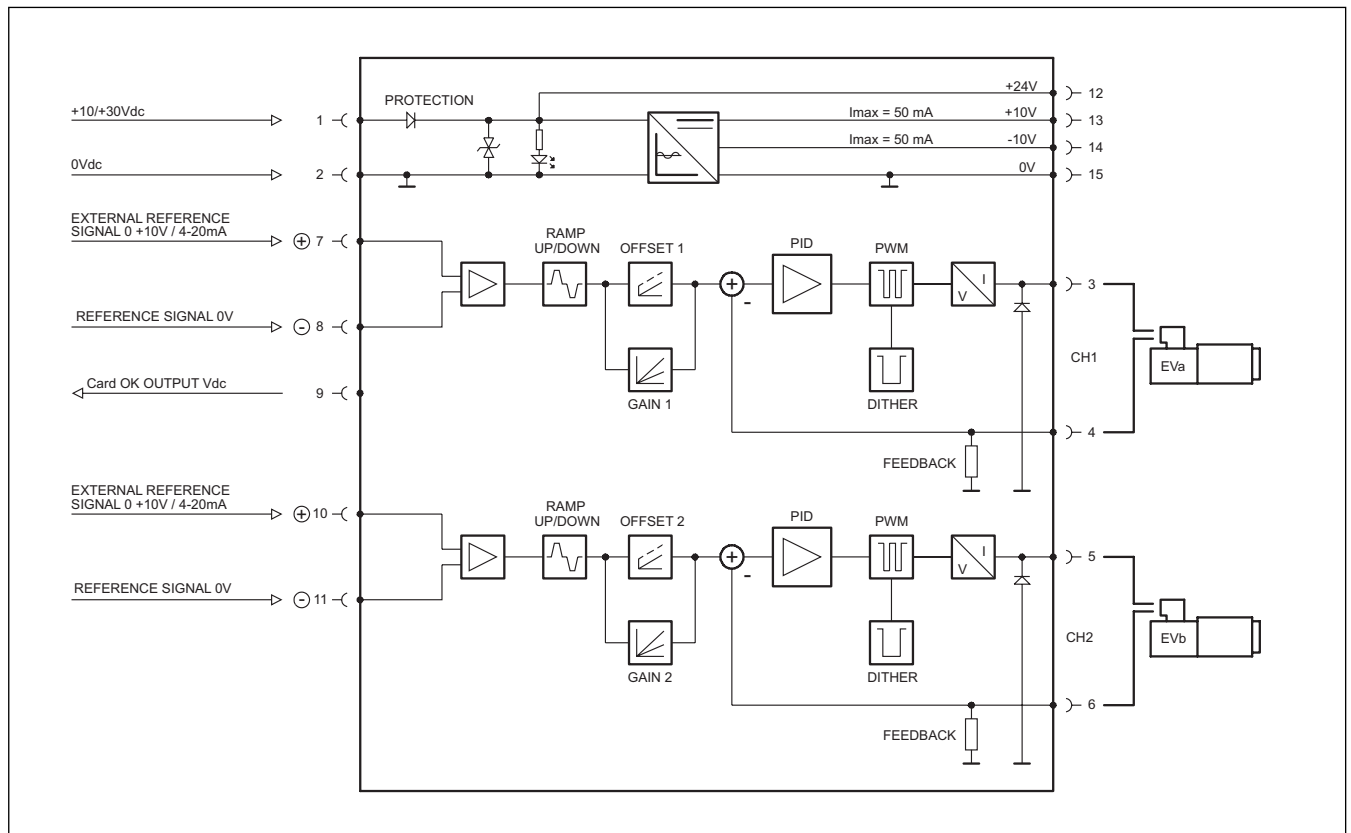 +24V
12
PROTECTION
+10/+30Vdc
1
Imax = 50 mA
+10V
13
Imax = 50 mA
-10V
14
0Vdc
2
0V
15
EXTERNAL REFERENCE
SIGNAL 0 +10V / 4-20mA
+ 7
RAMP
UP/DOWN
OFFSET 1
PID
PWM
+
-
I
V
3
REFERENCE SIGNAL 0V
- 8
CH1
EVa
Card OK OUTPUT Vdc
9
GAIN 1
DITHER
4
FEEDBACK
EXTERNAL REFERENCE
SIGNAL 0 +10V / 4-20mA
+ 10
RAMP
UP/DOWN
OFFSET 2
PID
PWM
+
-
I
V
5
REFERENCE SIGNAL 0V
- 11
CH2
EVb
GAIN 2
DITHER
6
FEEDBACK